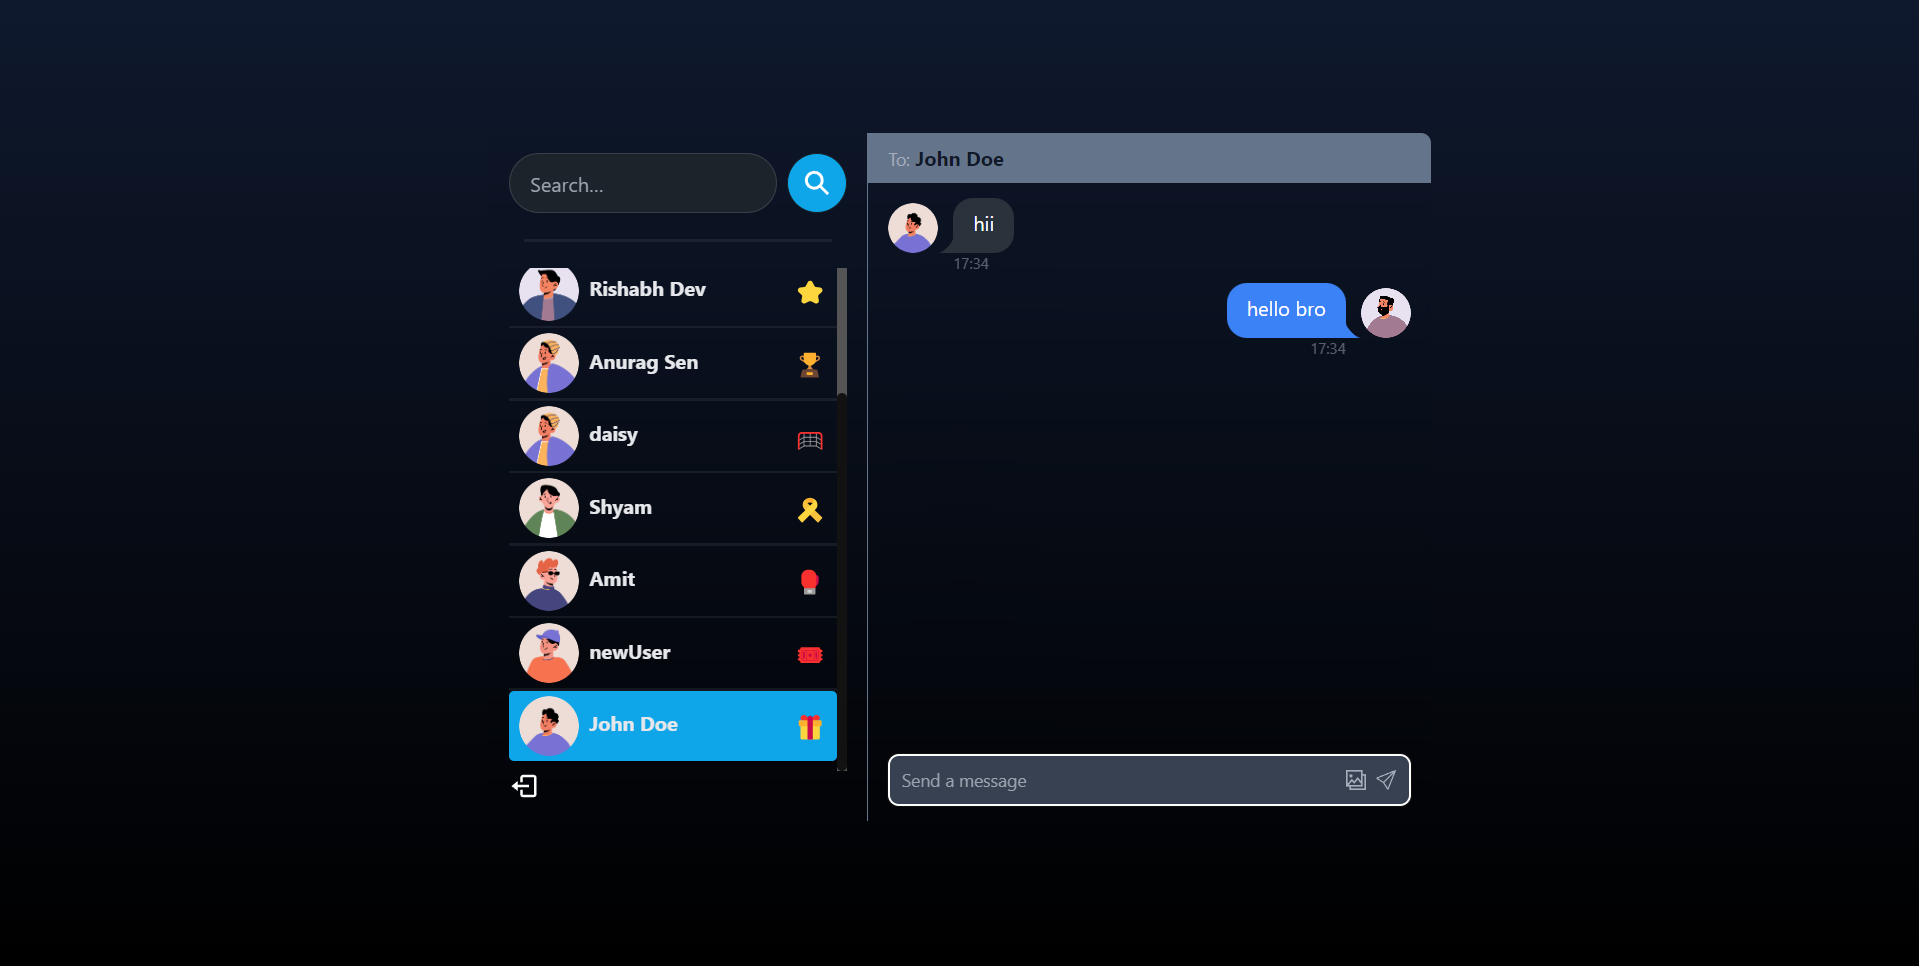 Search...
Rishabh Dev
Anurag Sen
daisy
Shyam
Amit
newUser
John Doe
To: John Doe
hii
17:34
hello bro
17:34
Send a message